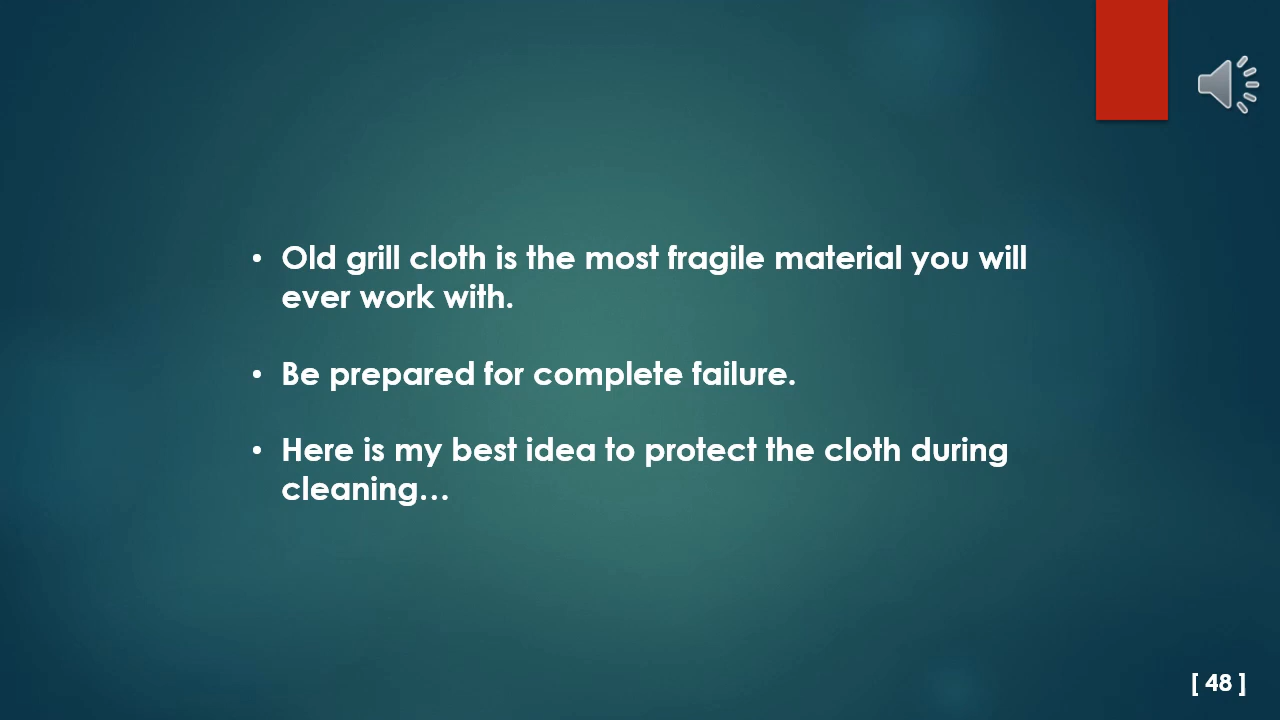 • Old grill cloth is the most fragile material you will
ever work with.
• Be prepared for complete failure.
• Here is my best idea to protect the cloth during
cleaning…
[ 48 ]